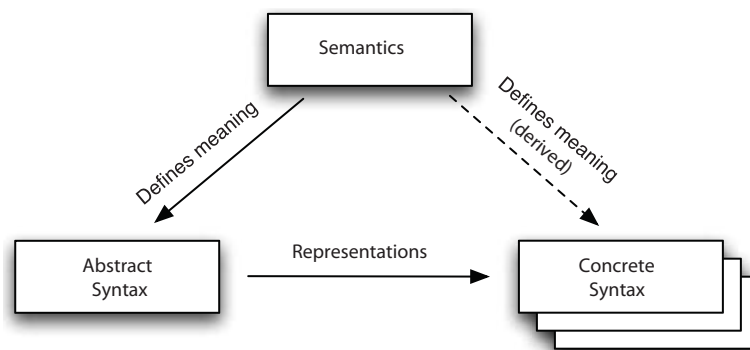 Semantics
Defines meaning
Defines meaning
(derived)
Representations
Abstract
Syntax
Concrete
Syntax